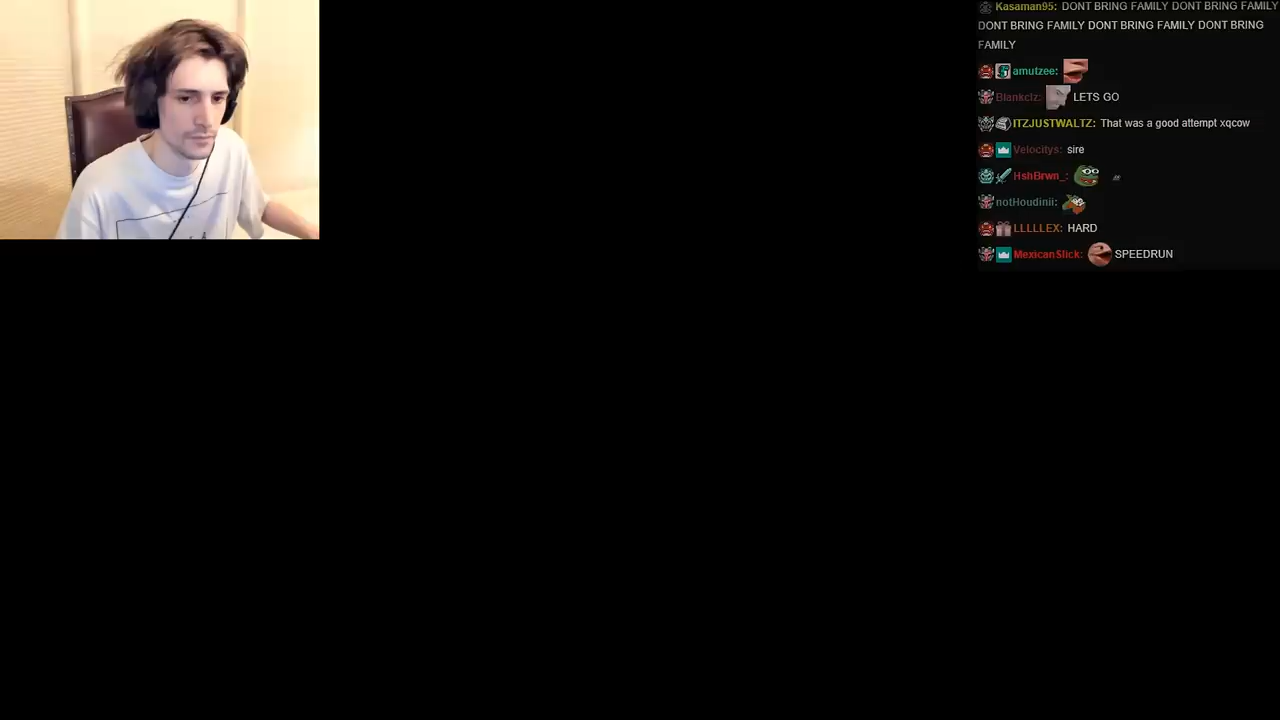 Kasaman95: DONT BRING FAMILY DONT BRING FAMILY
DONT BRING FAMILY DONT BRING FAMILY DONT BRING
FAMILY
amutzee:
Blankclz: LETS GO
ITZJUSTWALTZ: That was a good attempt xqcow
Velocitys: sire
HshBrwn_:
notHoudinii:
LLLLLEX: HARD
MexicanSlick: SPEEDRUN